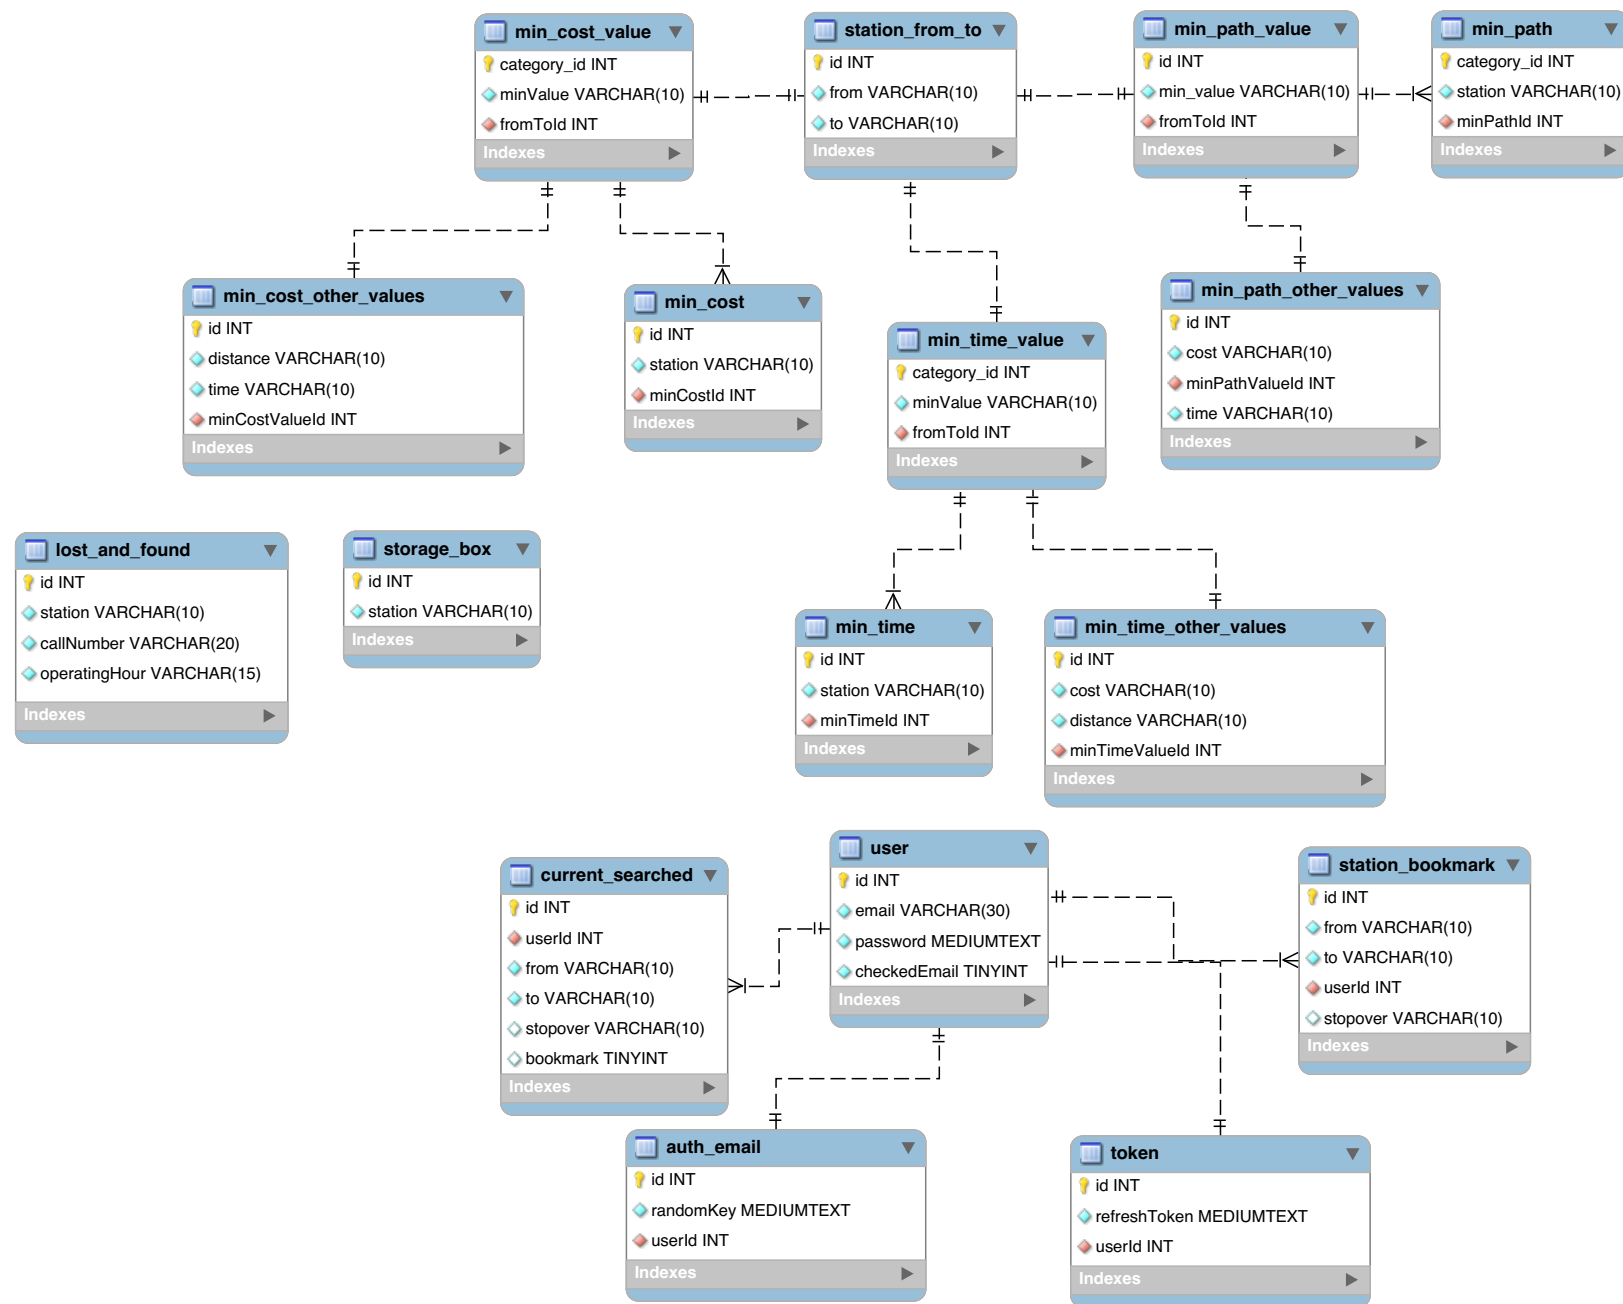 min_cost_value
category_id INT
minValue VARCHAR(10)
fromToId INT
Indexes
station_from_to
id INT
from VARCHAR(10)
to VARCHAR(10)
Indexes
min_path_value
id INT
min_value VARCHAR(10)
fromToId INT
Indexes
min_path
category_id INT
station VARCHAR(10)
minPathId INT
Indexes
min_cost_other_values
id INT
distance VARCHAR(10)
time VARCHAR(10)
minCostValueId INT
Indexes
min_cost
id INT
station VARCHAR(10)
minCostId INT
Indexes
min_time_value
category_id INT
minValue VARCHAR(10)
fromToId INT
Indexes
min_path_other_values
id INT
cost VARCHAR(10)
minPathValueId INT
time VARCHAR(10)
Indexes
lost_and_found
id INT
station VARCHAR(10)
callNumber VARCHAR(20)
operatingHour VARCHAR(15)
Indexes
storage_box
id INT
station VARCHAR(10)
Indexes
min_time
id INT
station VARCHAR(10)
minTimeId INT
Indexes
min_time_other_values
id INT
cost VARCHAR(10)
distance VARCHAR(10)
minTimeValueId INT
Indexes
current_searched
id INT
userId INT
from VARCHAR(10)
to VARCHAR(10)
stopover VARCHAR(10)
bookmark TINYINT
Indexes
user
id INT
email VARCHAR(30)
password MEDIUMTEXT
checkedEmail TINYINT
Indexes
station_bookmark
id INT
from VARCHAR(10)
to VARCHAR(10)
userId INT
stopover VARCHAR(10)
Indexes
auth_email
id INT
randomKey MEDIUMTEXT
userId INT
Indexes
token
id INT
refreshToken MEDIUMTEXT
userId INT
Indexes